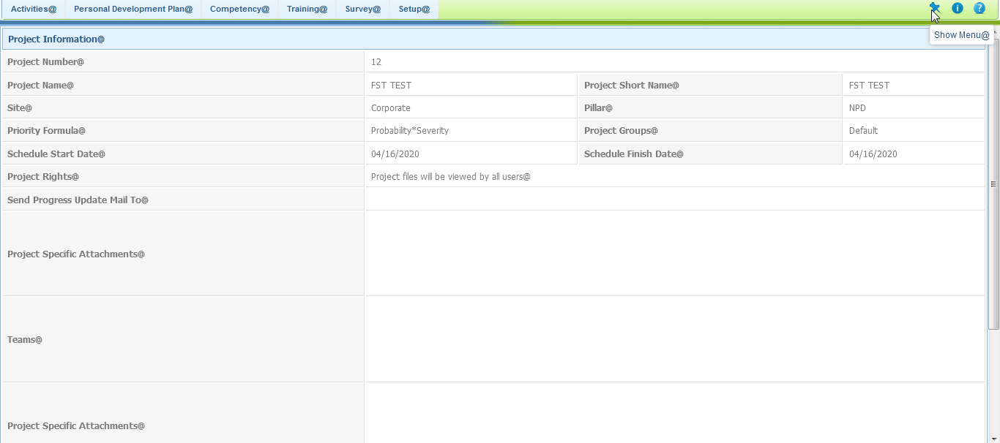 Activities@ Personal Development Plan@ Competency@ Training@ Survey@ Setup@
Show Menu@
Project Information@
Project Number@ 12
Project Name@ FST TEST Project Short Name@ FST TEST
Site@ Corporate Pillar@ NPD
Priority Formula@ Probability*Severity Project Groups@ Default
Schedule Start Date@ 04/16/2020 Schedule Finish Date@ 04/16/2020
Project Rights@ Project files will be viewed by all users@
Send Progress Update Mail To@
Project Specific Attachments@
Teams@
Project Specific Attachments@